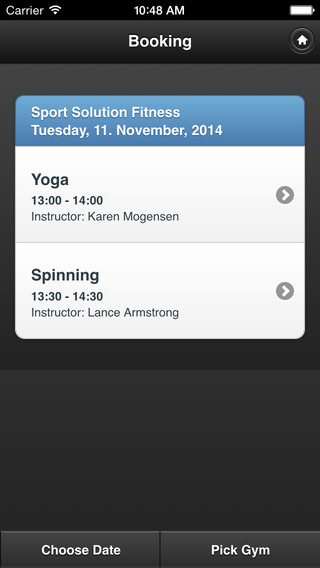 Carrier 10:48 AM
Booking
Sport Solution Fitness
Tuesday, 11. November, 2014
Yoga
13:00 - 14:00
Instructor: Karen Mogensen
Spinning
13:30 - 14:30
Instructor: Lance Armstrong
Choose Date Pick Gym